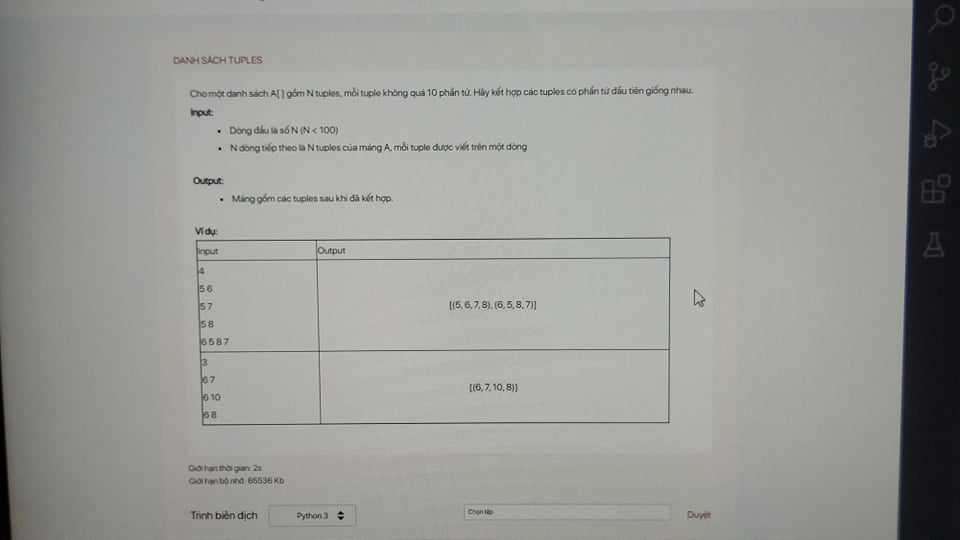 DANH SÁCH TUPLES
Cho một danh sách A[ ] gồm N tuples, mỗi tuple không quá 10 phần tử. Hãy kết hợp các tuples có phần tử đầu tiên giống nhau.
Input:
Dòng đầu là số N (N < 100)
N dòng tiếp theo là N tuples của mảng A, mỗi tuple được viết trên một dòng
Output:
Mảng gồm các tuples sau khi đã kết hợp.
Ví dụ:
Input Output
4
5 6
5 7
5 8
6 5 8 7
[(5, 6, 7, 8), (6, 5, 8, 7)]
3
6 7
6 10
6 8
[(6, 7, 10, 8)]
Giới hạn thời gian: 2s
Giới hạn bộ nhớ: 65536 Kb
Trình biên dịch Python 3 Chọn tệp Duyệt